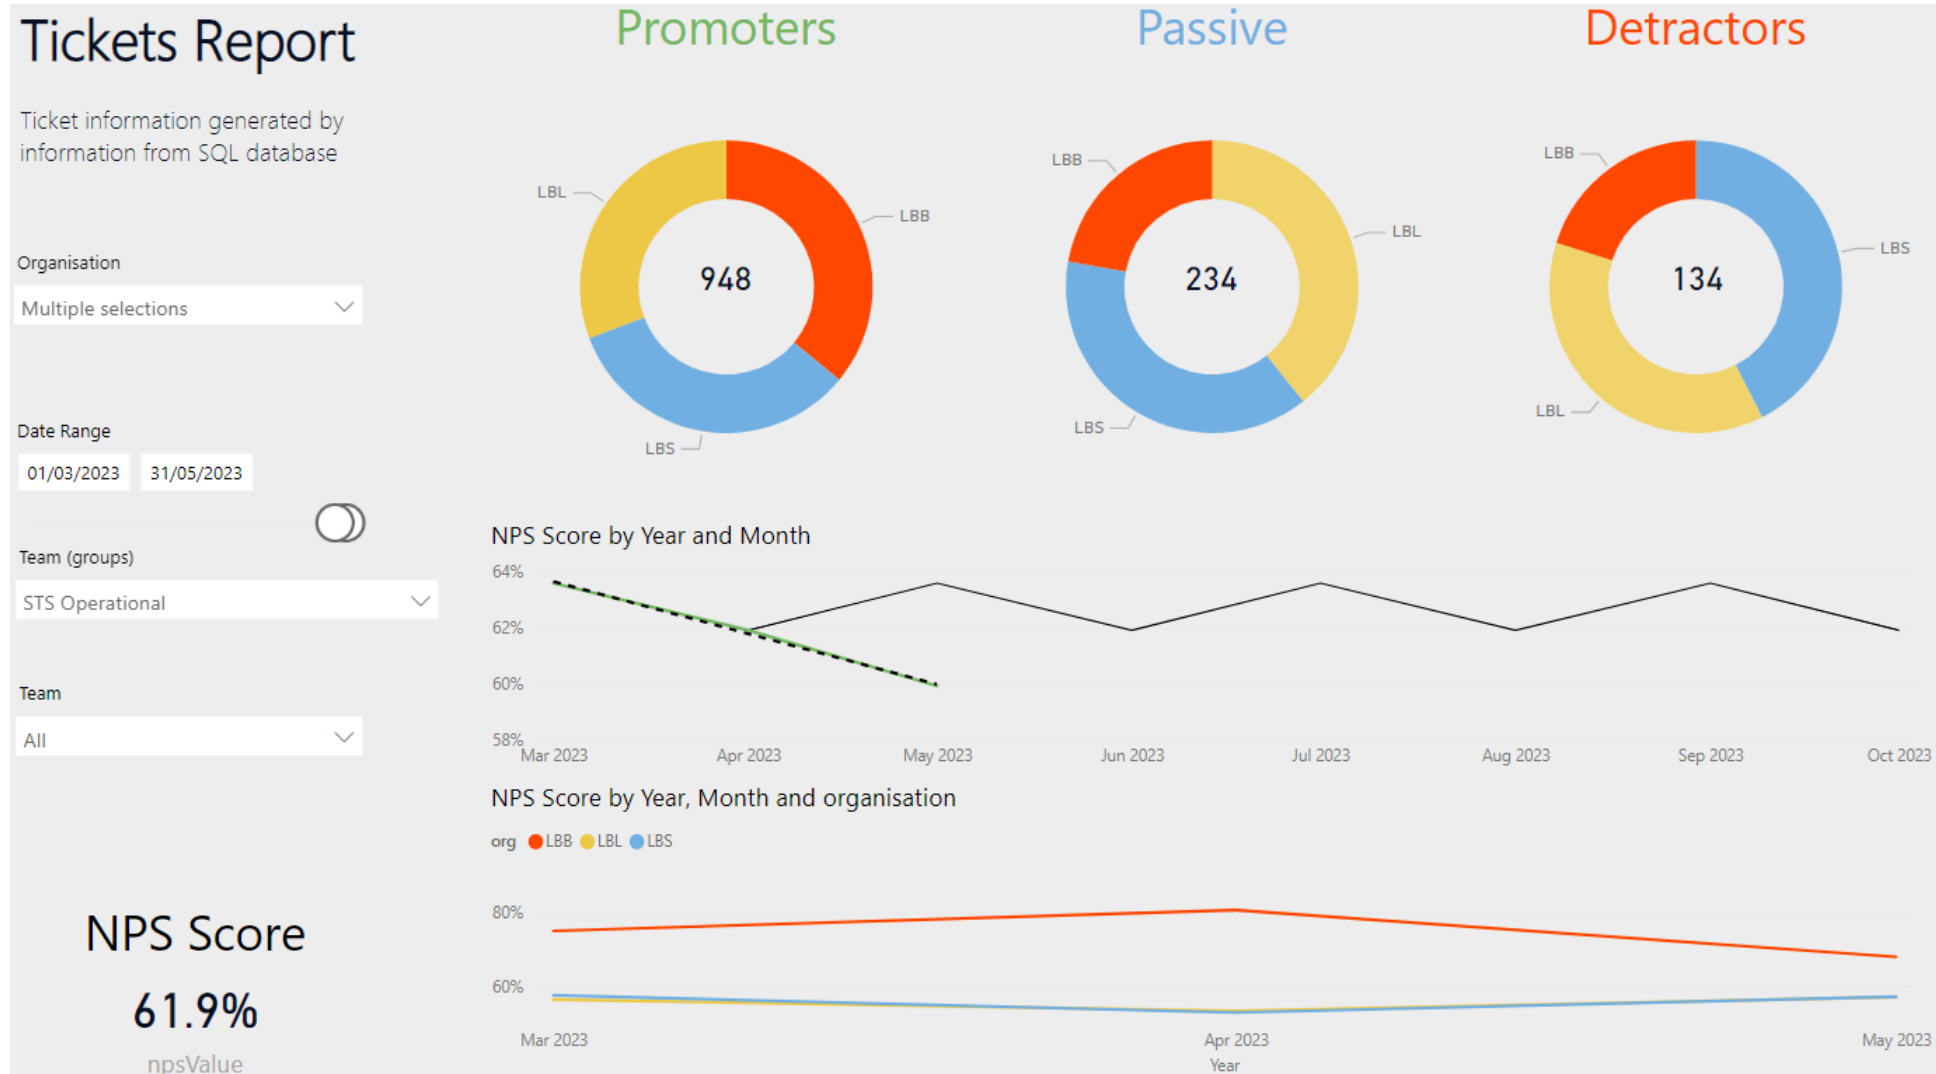 Tickets Report
Ticket information generated by
information from SQL database
Organisation
Multiple selections
Date Range
01/03/2023 31/05/2023
Team (groups)
STS Operational
Team
All
NPS Score
61.9%
npsValue
Promoters
LBL
LBB
948
LBS
Passive
LBB
LBL
234
LBS
Detractors
LBB
LBS
134
LBL
NPS Score by Year and Month
64%
62%
60%
58%
Mar 2023 Apr 2023 May 2023 Jun 2023 Jul 2023 Aug 2023 Sep 2023 Oct 2023
NPS Score by Year, Month and organisation
org LBB LBL LBS
80%
60%
Mar 2023 Apr 2023 May 2023
Year